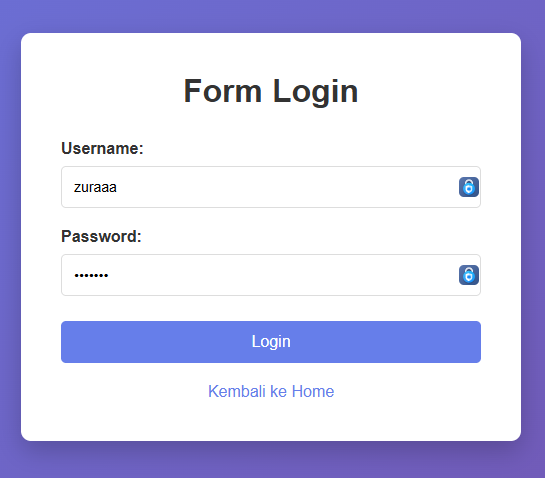 Form Login
Username:
zuraaa
Password:
•••••••
Login
Kembali ke Home